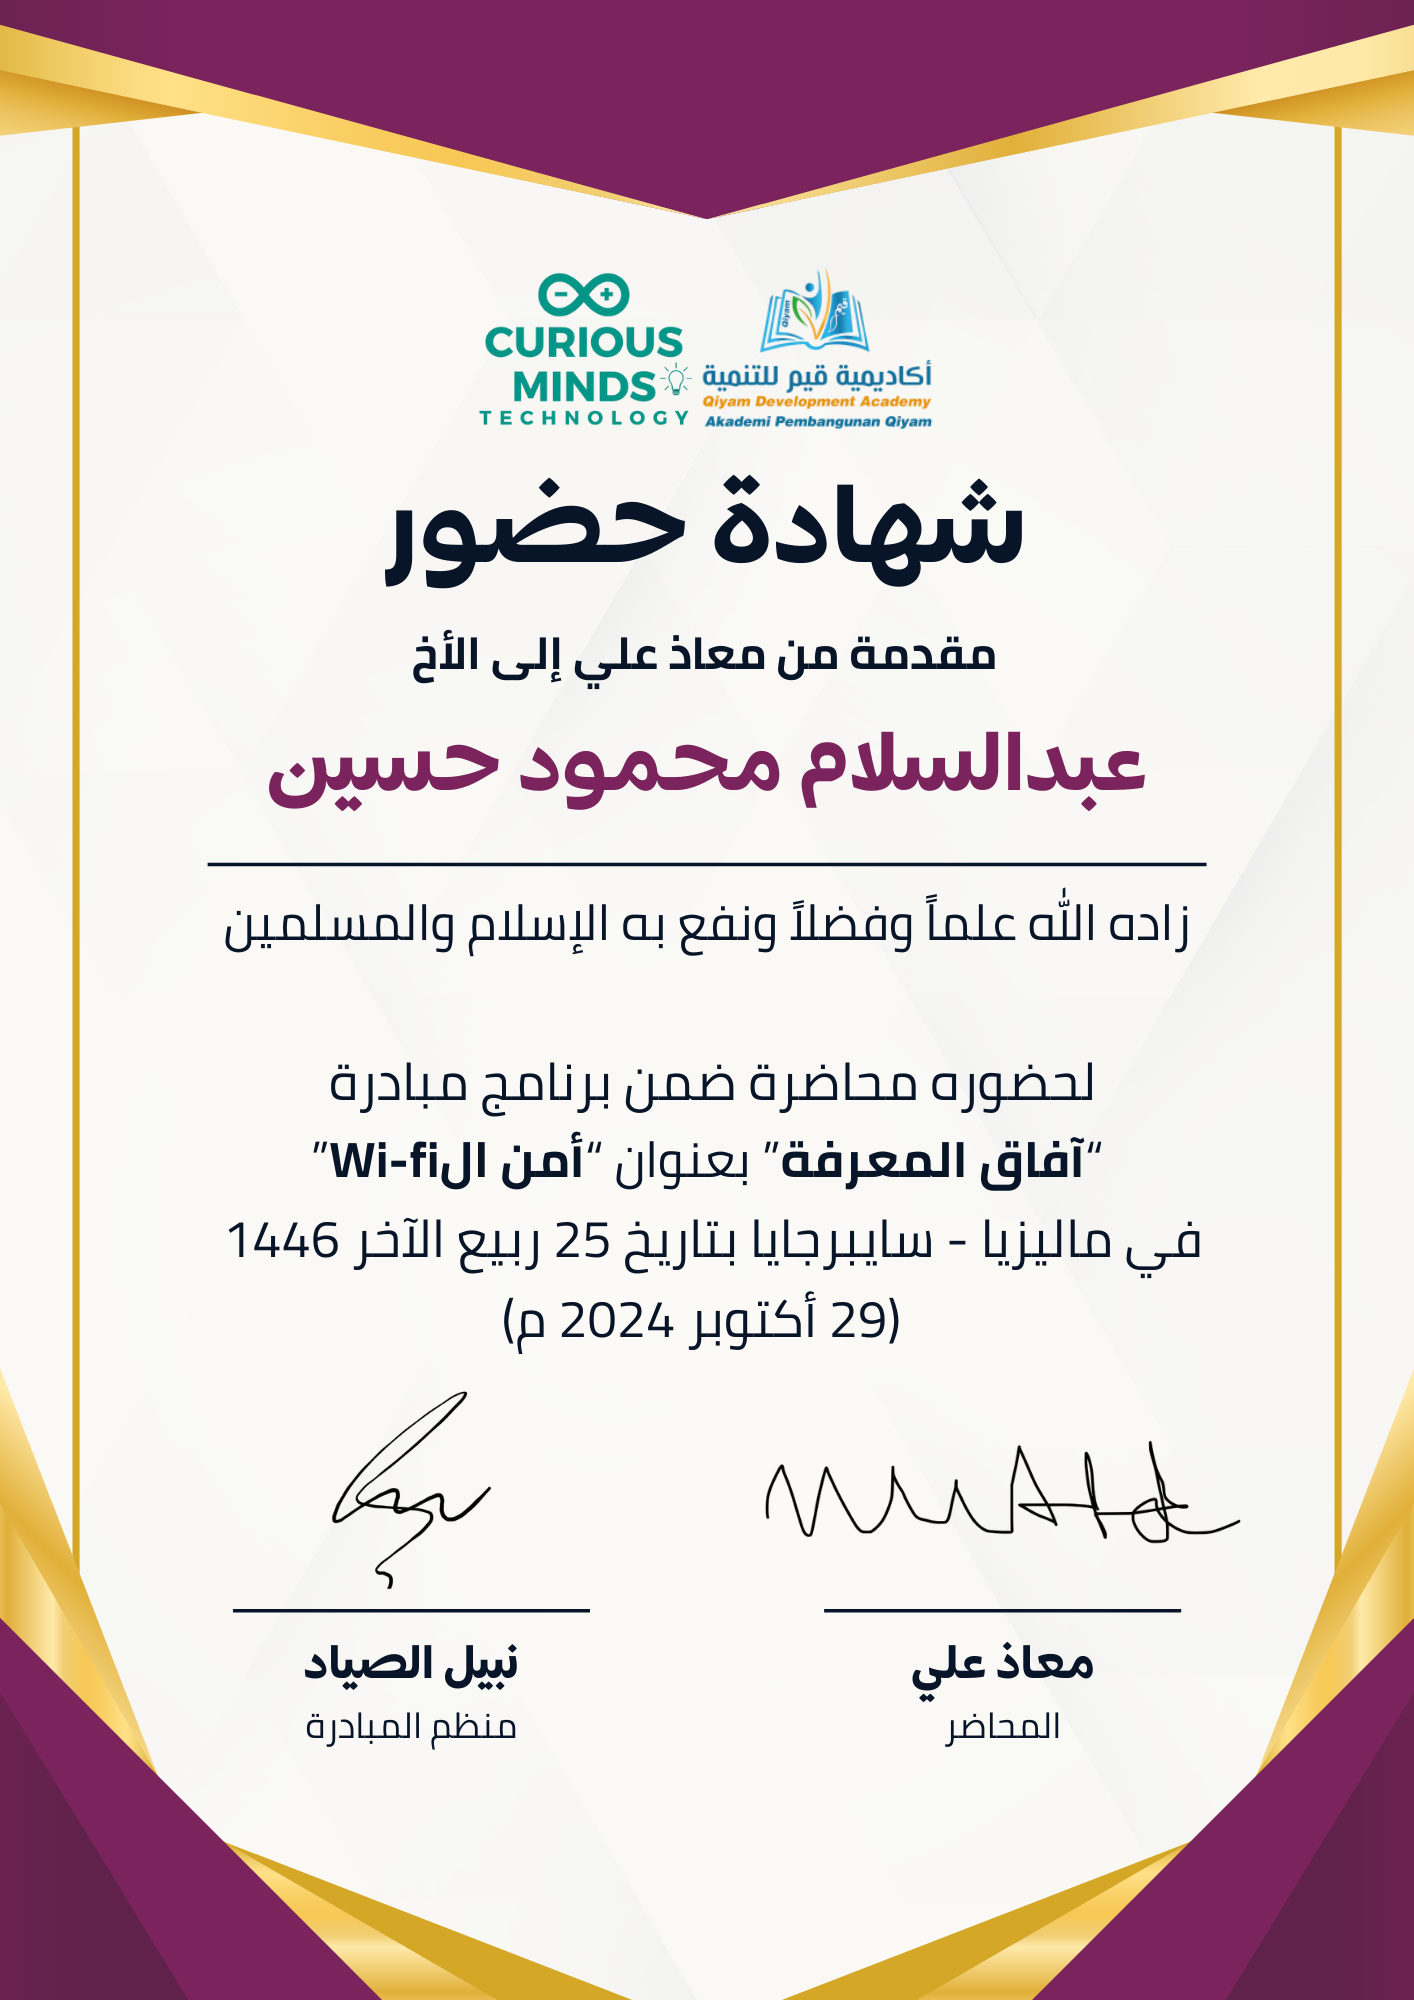 CURIOUS
MINDS
TECHNOLOGY
Qiyam
قيم
أكاديمية قيم للتنمية
Qiyam Development Academy
Akademi Pembangunan Qiyam
شهادة حضور
مقدمة من معاذ علي إلى الأخ
عبدالسلام محمود حسين
زاده الله علماً وفضلاً ونفع به الإسلام والمسلمين
لحضوره محاضرة ضمن برنامج مبادرة
“آفاق المعرفة” بعنوان “أمن الWi-fi”
في ماليزيا - سايبرجايا بتاريخ 25 ربيع الآخر 1446
(29 أكتوبر 2024 م)
معاذ علي
المحاضر
نبيل الصياد
منظم المبادرة